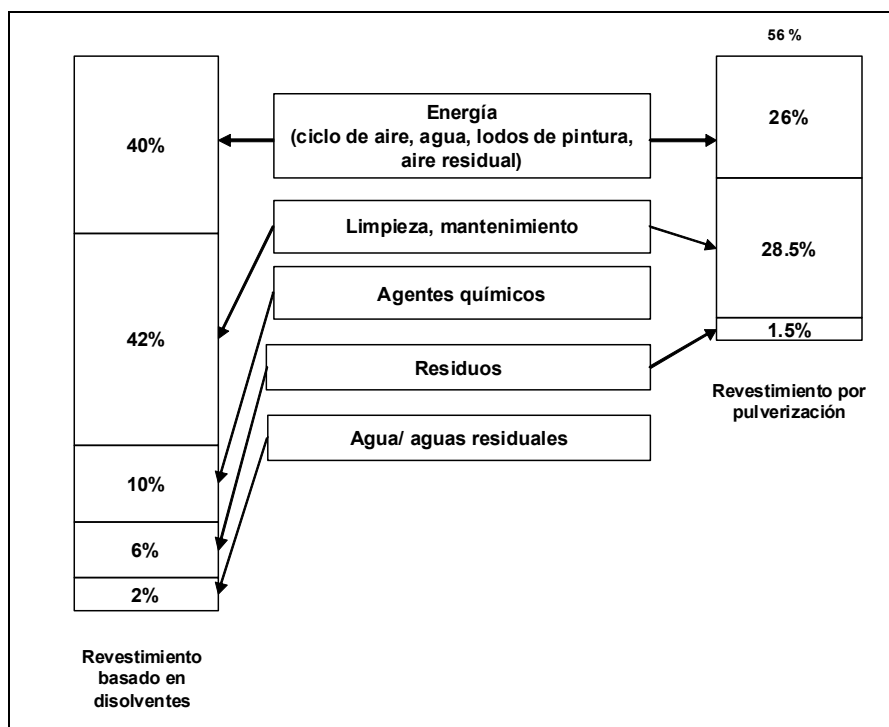 56 %
40%
Energía
(ciclo de aire, agua, lodos de pintura,
aire residual)
26%
Limpieza, mantenimiento
28.5%
Agentes químicos
42%
1.5%
Residuos
Revestimiento por
pulverización
Agua/ aguas residuales
10%
6%
2%
Revestimiento
basado en
disolventes